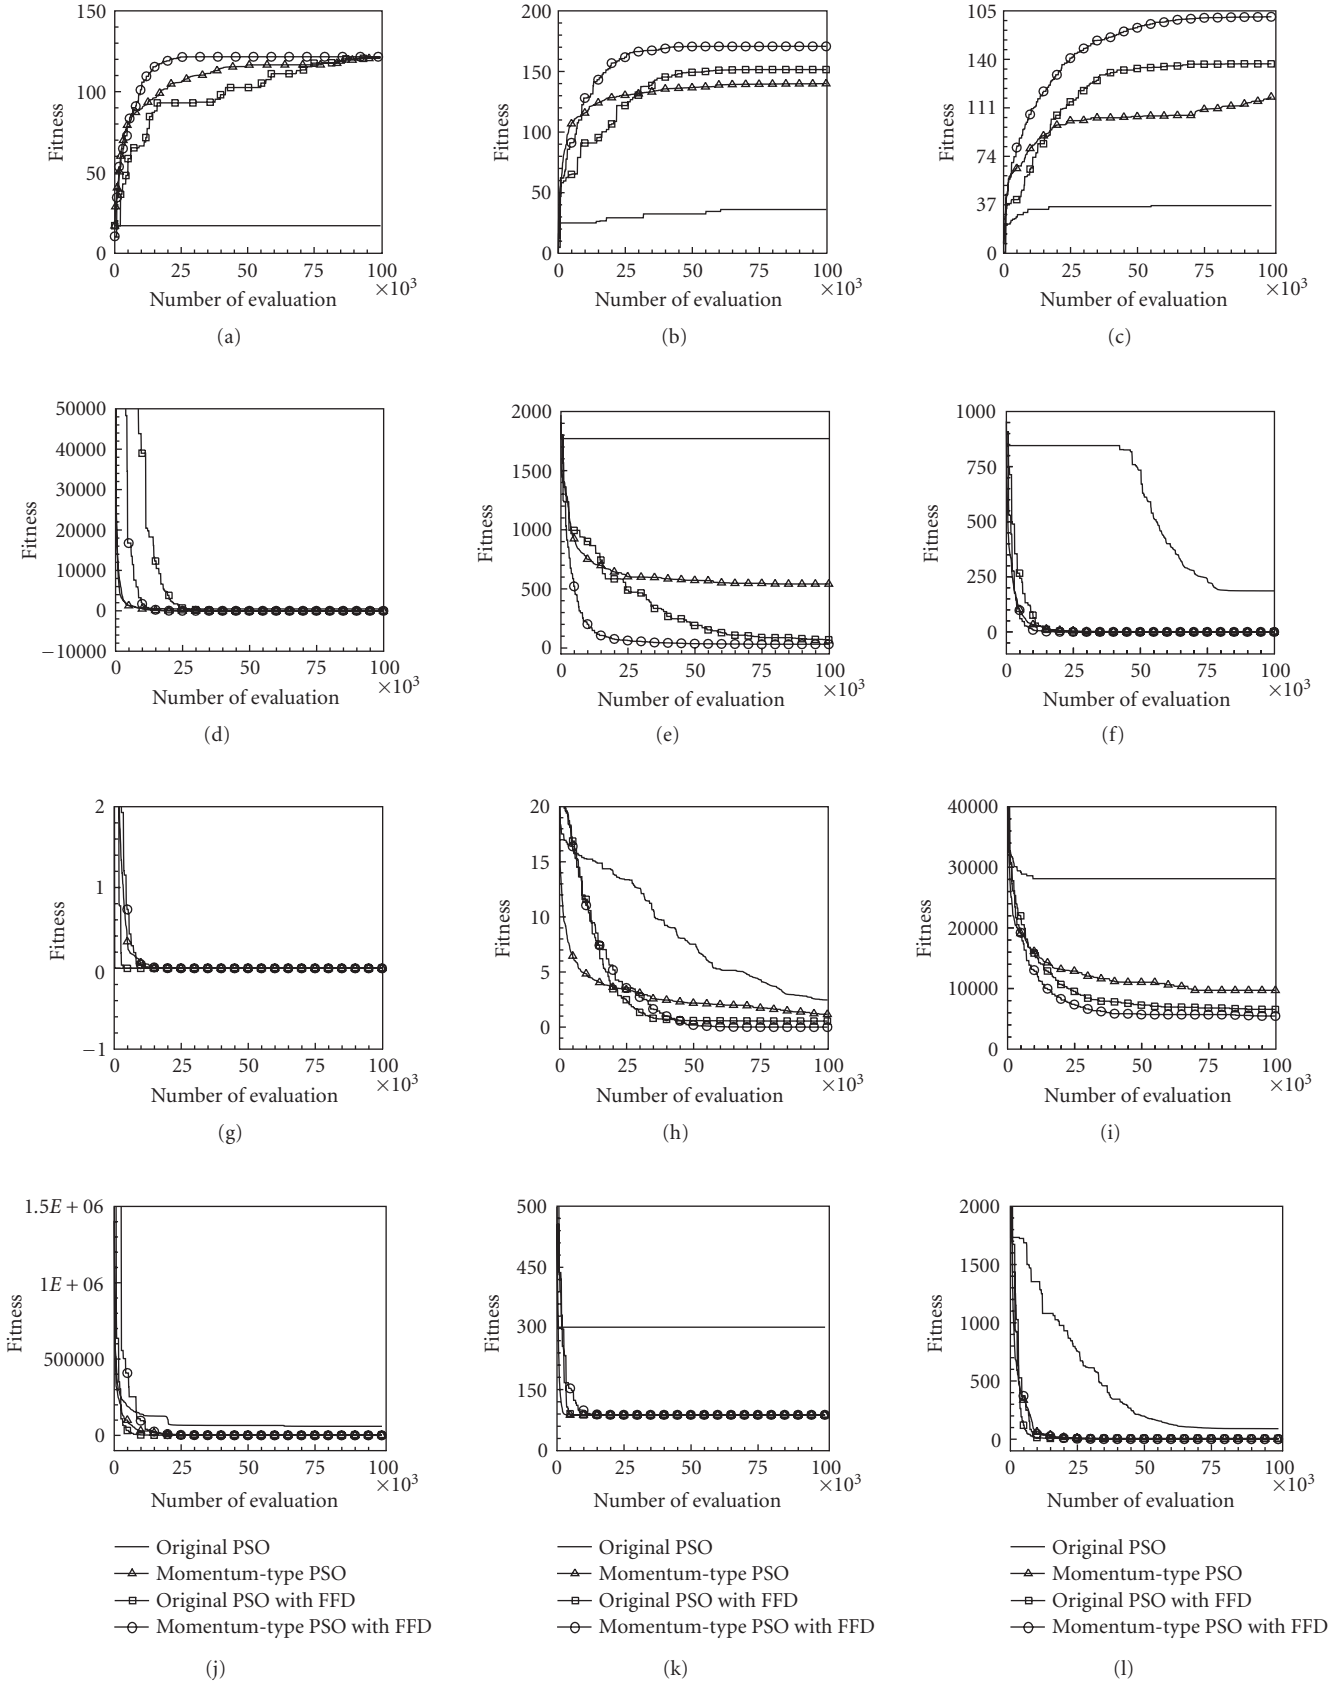 150
100
50
0
Fitness
0 25 50 75 100
×10³
Number of evaluation
(a)
200
150
100
50
0
Fitness
0 25 50 75 100
×10³
Number of evaluation
(b)
105
140
111
74
37
0
Fitness
0 25 50 75 100
×10³
Number of evaluation
(c)
50000
40000
30000
20000
10000
0
−10000
Fitness
0 25 50 75 100
×10³
Number of evaluation
(d)
2000
1500
1000
500
0
Fitness
0 25 50 75 100
×10³
Number of evaluation
(e)
1000
750
500
250
0
Fitness
0 25 50 75 100
×10³
Number of evaluation
(f)
2
1
0
−1
Fitness
0 25 50 75 100
×10³
Number of evaluation
(g)
20
15
10
5
0
Fitness
0 25 50 75 100
×10³
Number of evaluation
(h)
40000
30000
20000
10000
0
Fitness
0 25 50 75 100
×10³
Number of evaluation
(i)
1.5E + 06
1E + 06
500000
0
Fitness
0 25 50 75 100
×10³
Number of evaluation
Original PSO
Momentum-type PSO
Original PSO with FFD
Momentum-type PSO with FFD
(j)
500
450
300
150
0
Fitness
0 25 50 75 100
×10³
Number of evaluation
Original PSO
Momentum-type PSO
Original PSO with FFD
Momentum-type PSO with FFD
(k)
2000
1500
1000
500
0
Fitness
0 25 50 75 100
×10³
Number of evaluation
Original PSO
Momentum-type PSO
Original PSO with FFD
Momentum-type PSO with FFD
(l)